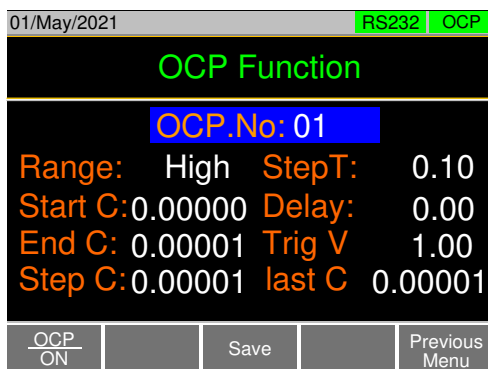 01/May/2021 RS232 OCP
OCP Function
OCP.No: 01
Range: High StepT: 0.10
Start C: 0.00000 Delay: 0.00
End C: 0.00001 Trig V 1.00
Step C: 0.00001 last C 0.00001
OCP ON Save Previous Menu